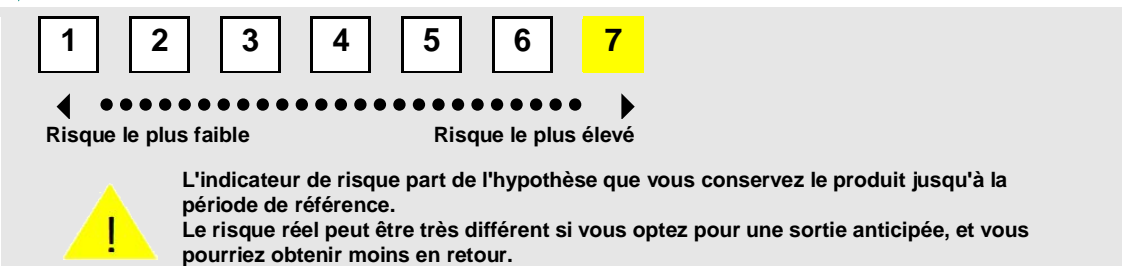 1 2 3 4 5 6 7
Risque le plus faible Risque le plus élevé
L'indicateur de risque part de l'hypothèse que vous conservez le produit jusqu'à la
période de référence.
Le risque réel peut être très différent si vous optez pour une sortie anticipée, et vous
pourriez obtenir moins en retour.
!